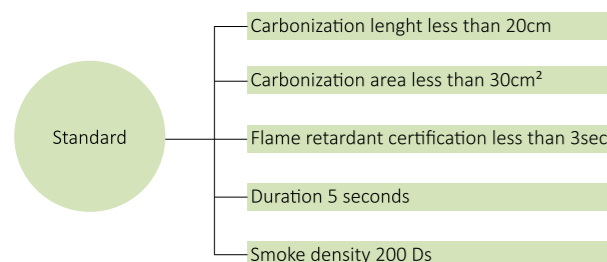 Carbonization lenght less than 20cm
Carbonization area less than 30cm²
Standard
Flame retardant certification less than 3sec
Duration 5 seconds
Smoke density 200 Ds